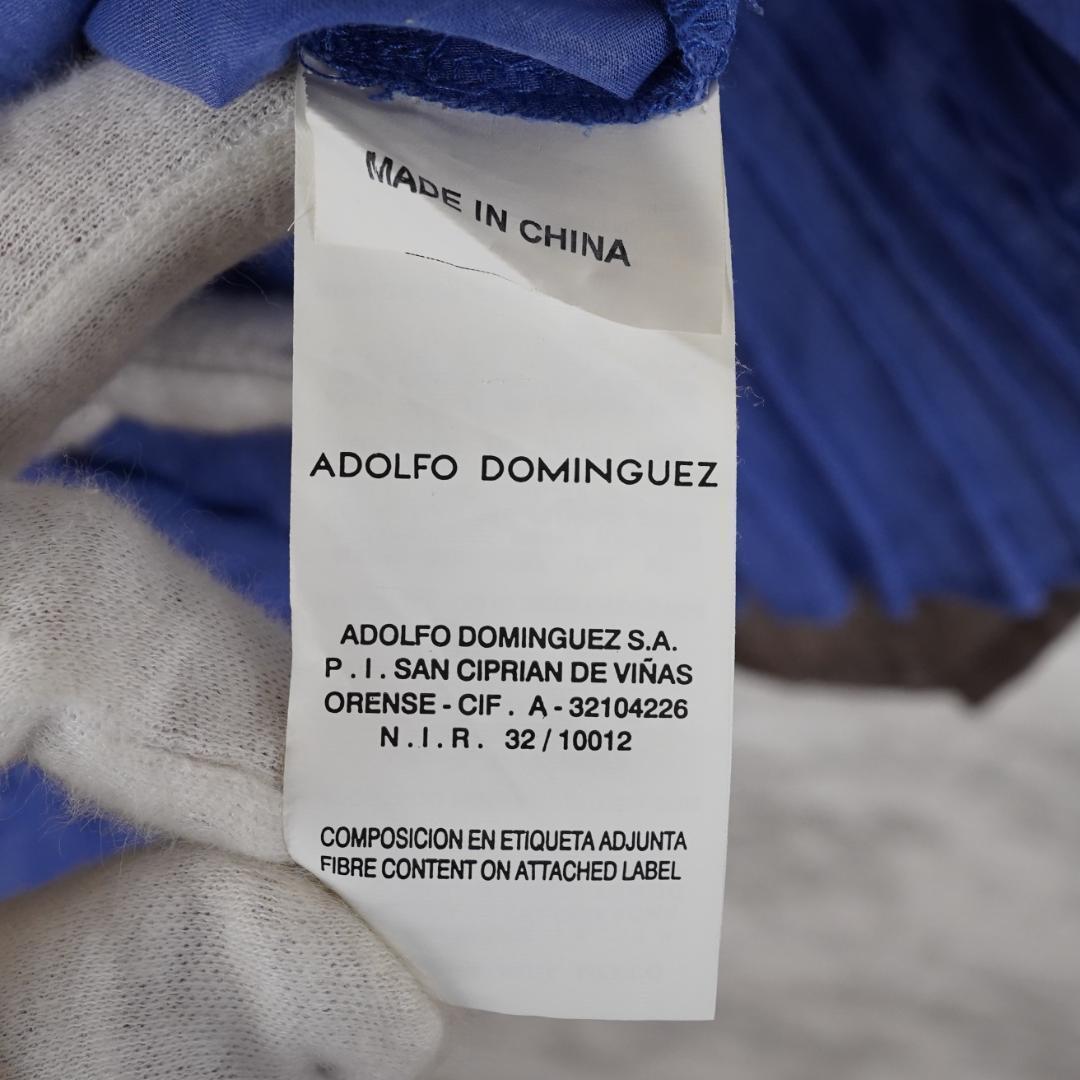 MADE IN CHINA
ADOLFO DOMINGUEZ
ADOLFO DOMINGUEZ S.A.
P.I. SAN CIPRIAN DE VIÑAS
ORENSE - CIF. A - 32104226
N.I.R. 32 / 10012
COMPOSICION EN ETIQUETA ADJUNTA
FIBRE CONTENT ON ATTACHED LABEL